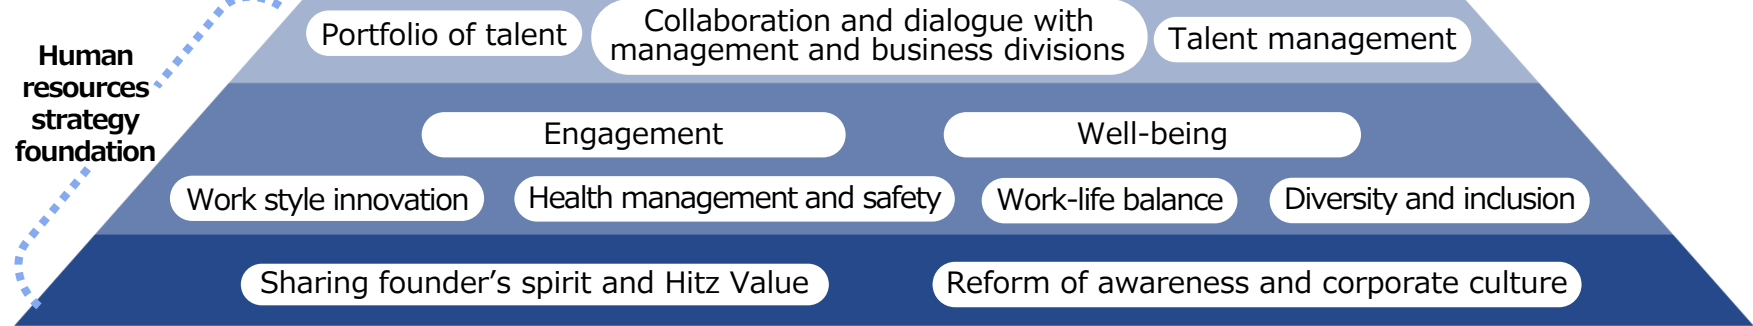 Human
resources
strategy
foundation
Portfolio of talent
Collaboration and dialogue with
management and business divisions
Talent management
Engagement
Well-being
Work style innovation
Health management and safety
Work-life balance
Diversity and inclusion
Sharing founder’s spirit and Hitz Value
Reform of awareness and corporate culture